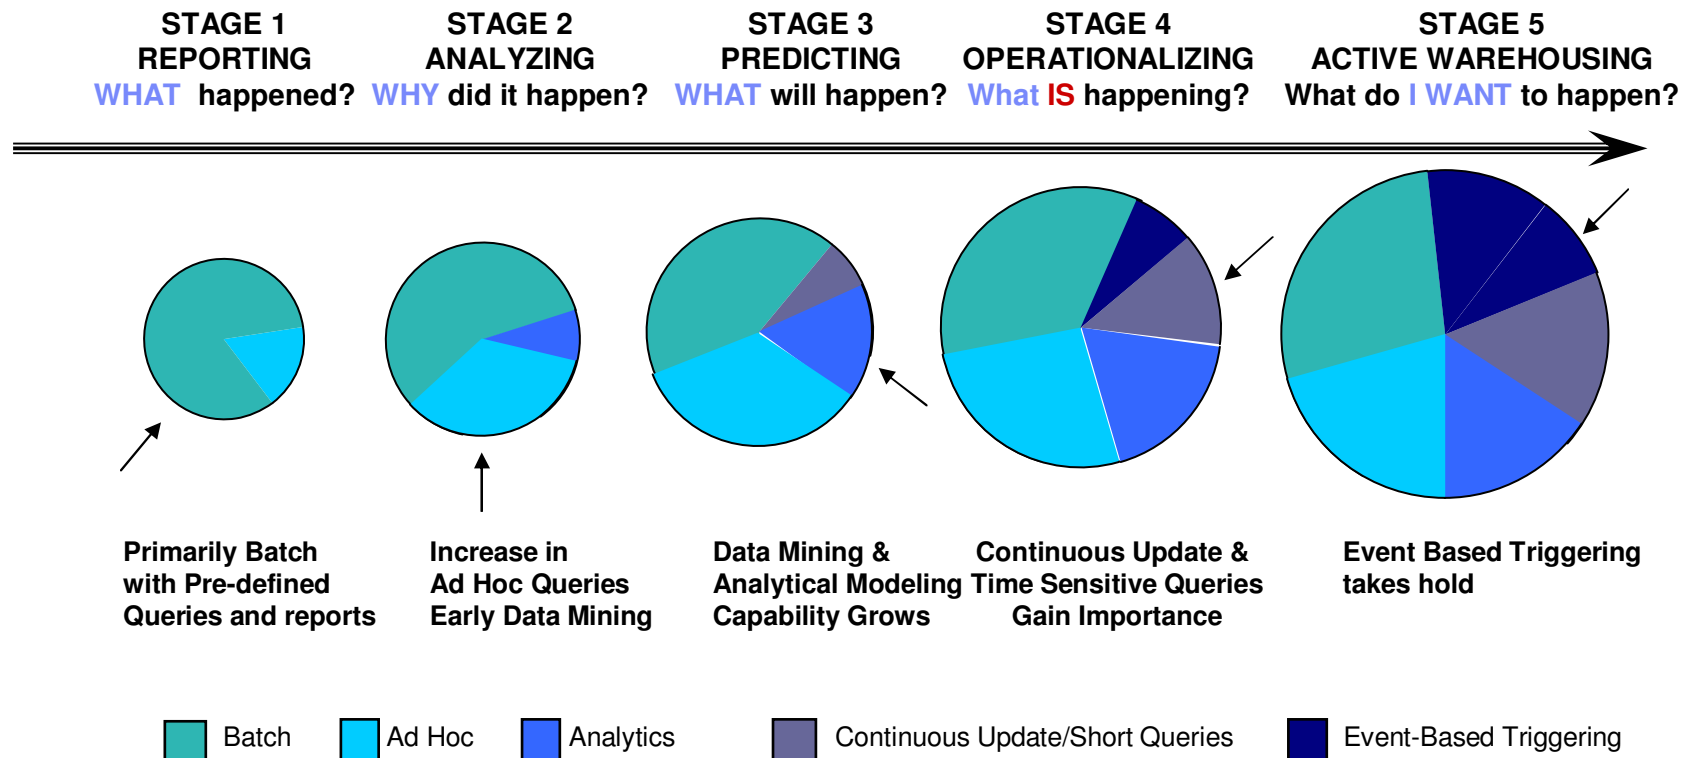 STAGE 1
REPORTING
WHAT happened?
STAGE 2
ANALYZING
WHY did it happen?
STAGE 3
PREDICTING
WHAT will happen?
STAGE 4
OPERATIONALIZING
What IS happening?
STAGE 5
ACTIVE WAREHOUSING
What do I WANT to happen?
Primarily Batch
with Pre-defined
Queries and reports
Increase in
Ad Hoc Queries
Early Data Mining
Data Mining &
Analytical Modeling
Capability Grows
Continuous Update &
Time Sensitive Queries
Gain Importance
Event Based Triggering
takes hold
Batch
Ad Hoc
Analytics
Continuous Update/Short Queries
Event-Based Triggering